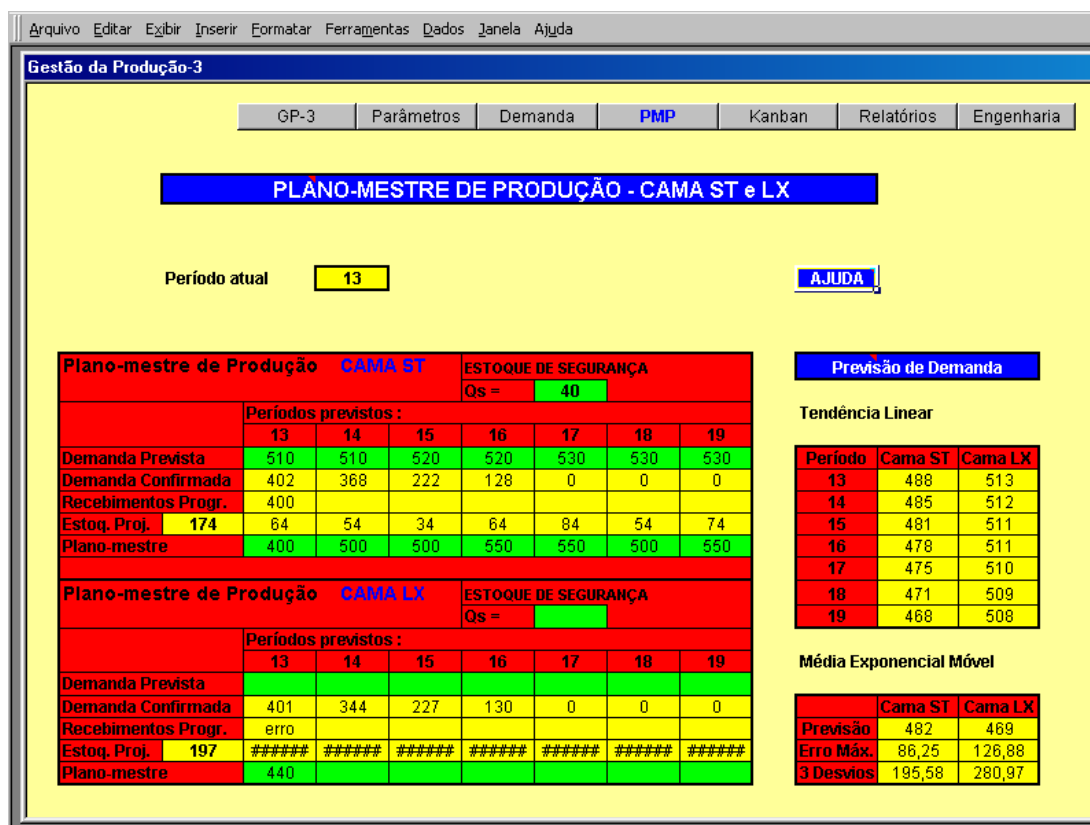 Arquivo Editar Exibir Inserir Formatar Ferramentas Dados Janela Ajuda
Gestão da Produção-3
GP-3 Parâmetros Demanda PMP Kanban Relatórios Engenharia
PLANO-MESTRE DE PRODUÇÃO - CAMA ST e LX
Período atual 13
AJUDA
Plano-mestre de Produção CAMA ST ESTOQUE DE SEGURANÇA
Qs = 40
Períodos previstos :
13 14 15 16 17 18 19
Demanda Prevista 510 510 520 520 530 530 530
Demanda Confirmada 402 368 222 128 0 0 0
Recebimentos Progr. 400
Estoq. Proj. 174 64 54 34 64 84 54 74
Plano-mestre 400 500 500 550 550 500 550
Plano-mestre de Produção CAMA LX ESTOQUE DE SEGURANÇA
Qs =
Períodos previstos :
13 14 15 16 17 18 19
Demanda Prevista
Demanda Confirmada 401 344 227 130 0 0 0
Recebimentos Progr. erro
Estoq. Proj. 197 ###### ###### ###### ###### ###### ###### ######
Plano-mestre 440
Previsão de Demanda
Tendência Linear
Período Cama ST Cama LX
13 488 513
14 485 512
15 481 511
16 478 511
17 475 510
18 471 509
19 468 508
Média Exponencial Móvel
Cama ST Cama LX
Previsão 482 469
Erro Máx. 86,25 126,88
3 Desvios 195,58 280,97